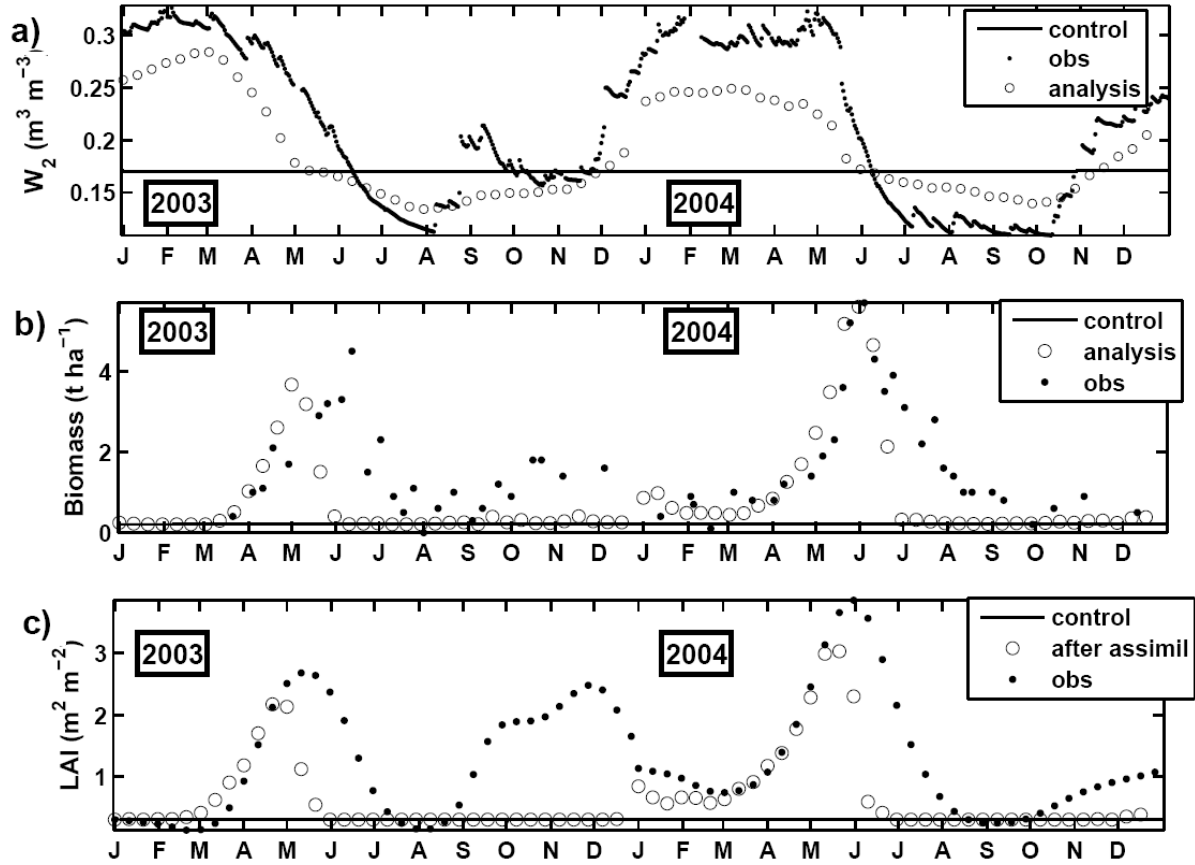 a)
W₂ (m³ m⁻³)
0.3
0.25
0.2
0.15
control
obs
analysis
2003
2004
J F M A M J J A S O N D J F M A M J J A S O N D
b)
Biomass (t ha⁻¹)
4
2
0
2003
2004
control
analysis
obs
J F M A M J J A S O N D J F M A M J J A S O N D
c)
LAI (m² m⁻²)
3
2
1
2003
2004
control
after assimil
obs
J F M A M J J A S O N D J F M A M J J A S O N D